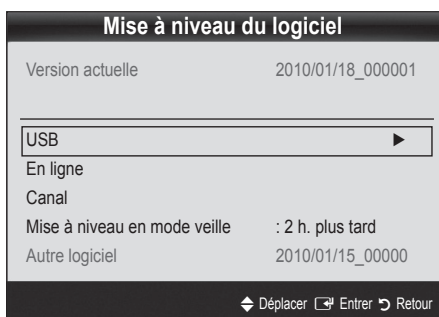 Mise à niveau du logiciel
Version actuelle 2010/01/18_000001
USB ►
En ligne
Canal
Mise à niveau en mode veille : 2 h. plus tard
Autre logiciel 2010/01/15_00000
Déplacer Entrer Retour